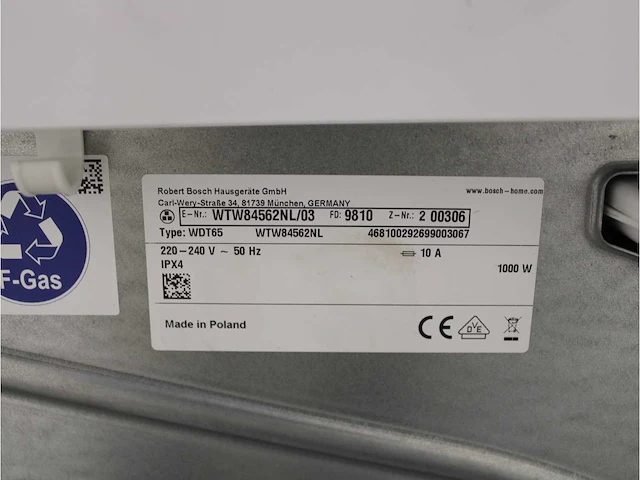 Robert Bosch Hausgeräte GmbH
www.bosch-home.com
Carl-Wery-Straße 34, 81739 München, GERMANY
E-Nr.: WTW84562NL/03 FD: 9810 Z-Nr.: 2 00306
Type: WDT65 WTW84562NL 468100292699003067
220-240 V ~ 50 Hz 10 A
IPX4 1000 W
Made in Poland CE DVE
F-Gas